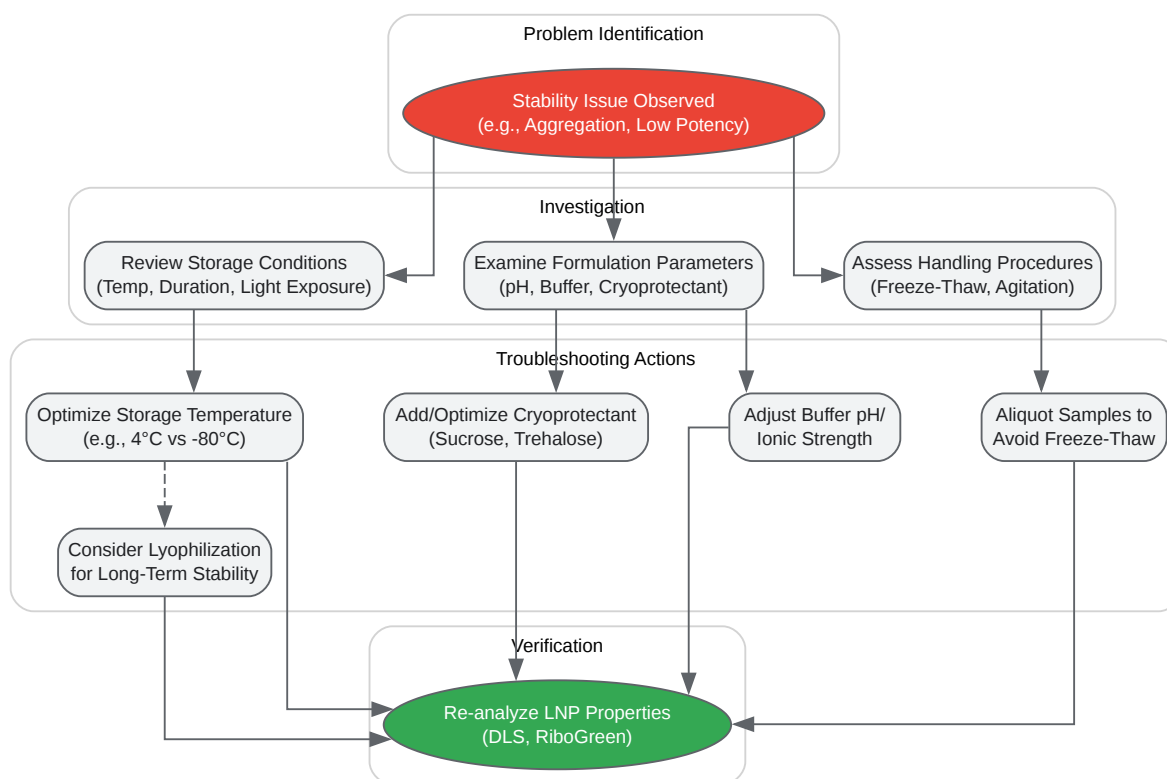 Problem Identification
Stability Issue Observed
(e.g., Aggregation, Low Potency)
Investigation
Review Storage Conditions
(Temp, Duration, Light Exposure)
Examine Formulation Parameters
(pH, Buffer, Cryoprotectant)
Assess Handling Procedures
(Freeze-Thaw, Agitation)
Troubleshooting Actions
Optimize Storage Temperature
(e.g., 4°C vs -80°C)
Add/Optimize Cryoprotectant
(Sucrose, Trehalose)
Adjust Buffer pH/
Ionic Strength
Aliquot Samples to
Avoid Freeze-Thaw
Consider Lyophilization
for Long-Term Stability
Verification
Re-analyze LNP Properties
(DLS, RiboGreen)